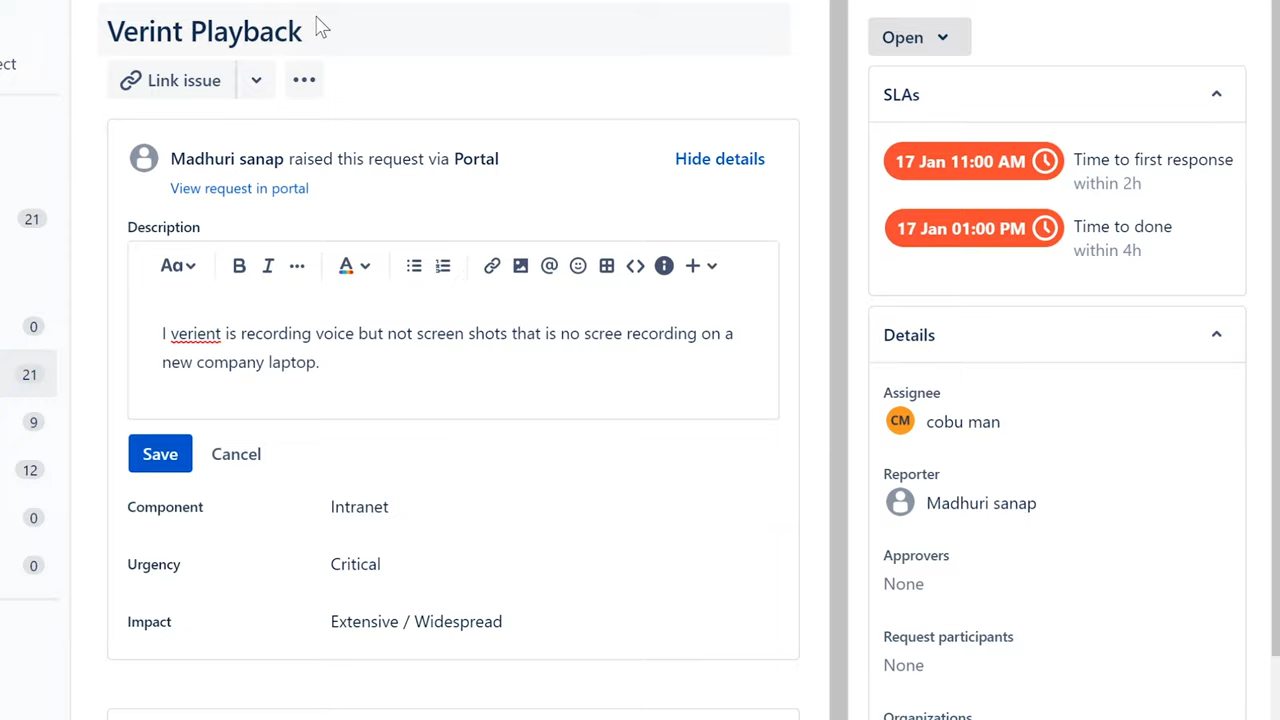 Verint Playback
ect
Link issue
Madhuri sanap raised this request via Portal
Hide details
View request in portal
21
Description
Aa
B I A @
I verient is recording voice but not screen shots that is no scree recording on a
new company laptop.
0
21
9
12
0
0
Save Cancel
Component Intranet
Urgency Critical
Impact Extensive / Widespread
Open
SLAs
17 Jan 11:00 AM Time to first response
within 2h
17 Jan 01:00 PM Time to done
within 4h
Details
Assignee
CM cobu man
Reporter
Madhuri sanap
Approvers
None
Request participants
None
Organizations